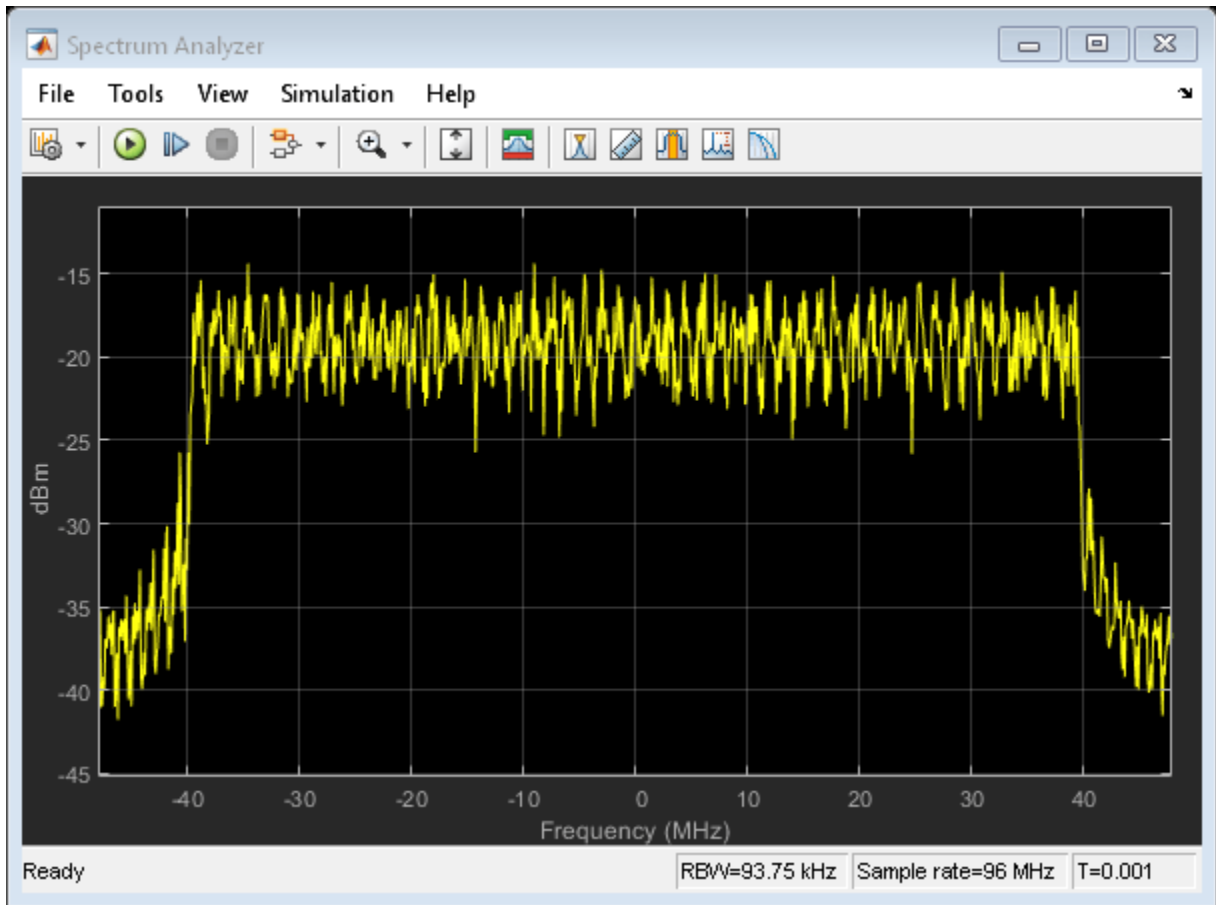 Spectrum Analyzer
File Tools View Simulation Help
-15
-20
-25
-30
-35
-40
-45
dBm
-40 -30 -20 -10 0 10 20 30 40
Frequency (MHz)
Ready RBW=93.75 kHz Sample rate=96 MHz T=0.001